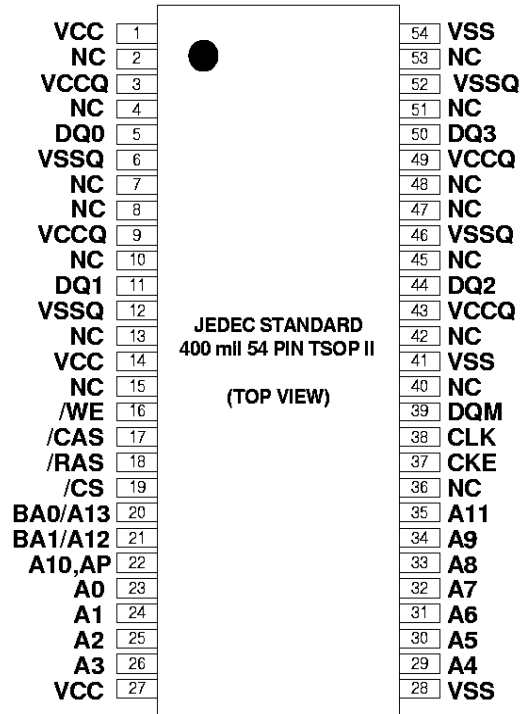 VCC 1 54 VSS
NC 2 53 NC
VCCQ 3 52 VSSQ
NC 4 51 NC
DQ0 5 50 DQ3
VSSQ 6 49 VCCQ
NC 7 48 NC
NC 8 47 NC
VCCQ 9 46 VSSQ
NC 10 45 NC
DQ1 11 44 DQ2
VSSQ 12 43 VCCQ
NC 13 42 NC
VCC 14 41 VSS
NC 15 40 NC
/WE 16 39 DQM
/CAS 17 38 CLK
/RAS 18 37 CKE
/CS 19 36 NC
BA0/A13 20 35 A11
BA1/A12 21 34 A9
A10,AP 22 33 A8
A0 23 32 A7
A1 24 31 A6
A2 25 30 A5
A3 26 29 A4
VCC 27 28 VSS
JEDEC STANDARD
400 mil 54 PIN TSOP II
(TOP VIEW)